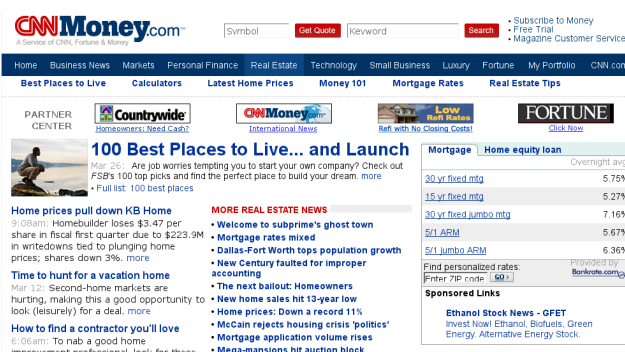 CNNMoney.com™
A Service of CNN, Fortune & Money
Symbol
Get Quote
Keyword
Search
• Subscribe to Money
• Free Trial
• Magazine Customer Service
Home Business News Markets Personal Finance Real Estate Technology Small Business Luxury Fortune My Portfolio CNN.com
Best Places to Live Calculators Latest Home Prices Money 101 Mortgage Rates Real Estate Tips
PARTNER
CENTER
Countrywide
Homeowners: Need Cash?
CNNMoney.com
International News
Low
Refi Rates
Refi with No Closing Costs!
FORTUNE
Click Now
100 Best Places to Live... and Launch
Mar 26: Are job worries tempting you to start your own company? Check out
FSB's 100 top picks and find the perfect place to build your dream. more
• Full list: 100 best places
Home prices pull down KB Home
9:08am: Homebuilder loses $3.47 per
share in fiscal first quarter due to $223.9M
in writedowns tied to plunging home
prices; shares down 3%. more
Time to hunt for a vacation home
Mar 12: Second-home markets are
hurting, making this a good opportunity to
look (leisurely) for a deal. more
How to find a contractor you'll love
6:06am: To nab a good home
improvement professional, look for these
MORE REAL ESTATE NEWS
• Welcome to subprime's ghost town
• Mortgage rates mixed
• Dallas-Fort Worth tops population growth
• New Century faulted for improper
accounting
• The next bailout: Homeowners
• New home sales hit 13-year low
• Home prices: Down a record 11%
• McCain rejects housing crisis 'politics'
• Mortgage application volume rises
• Mega-mansions hit auction block
Mortgage Home equity loan
Overnight avg
30 yr fixed mtg 5.75%
15 yr fixed mtg 5.27%
30 yr fixed jumbo mtg 7.16%
5/1 ARM 5.67%
5/1 jumbo ARM 6.36%
Find personalized rates:
Enter ZIP code
GO
Provided by
Bankrate.com
Sponsored Links
Ethanol Stock News - GFET
Invest Now! Ethanol, Biofuels, Green
Energy. Alternative Energy Stock.